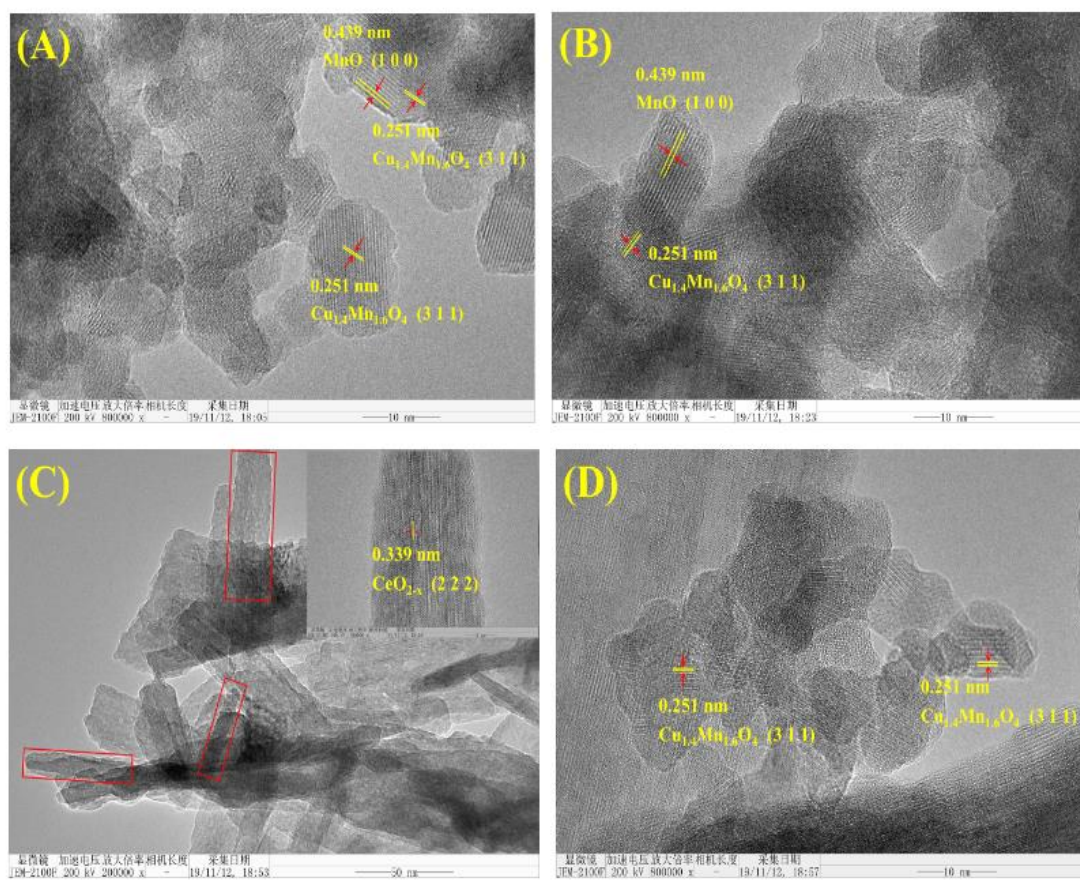 (A)
0.439 nm
MnO (1 0 0)
0.251 nm
Cu1.4Mn1.6O4 (3 1 1)
0.251 nm
Cu1.4Mn1.6O4 (3 1 1)
显微镜 加速电压 放大倍率 相机长度 采集日期
JEM-2100F 200 kV 800000 x - 19/11/12, 18:05 10 nm
(B)
0.439 nm
MnO (1 0 0)
0.251 nm
Cu1.4Mn1.6O4 (3 1 1)
显微镜 加速电压 放大倍率 相机长度 采集日期
JEM-2100F 200 kV 800000 x - 19/11/12, 18:23 10 nm
(C)
0.339 nm
CeO2-x (2 2 2)
显微镜 加速电压 放大倍率 相机长度 采集日期
JEM-2100F 200 kV 200000 x - 19/11/12, 18:53 50 nm
(D)
0.251 nm
Cu1.4Mn1.6O4 (3 1 1)
0.251 nm
Cu1.4Mn1.6O4 (3 1 1)
显微镜 加速电压 放大倍率 相机长度 采集日期
JEM-2100F 200 kV 800000 x - 19/11/12, 18:57 10 nm